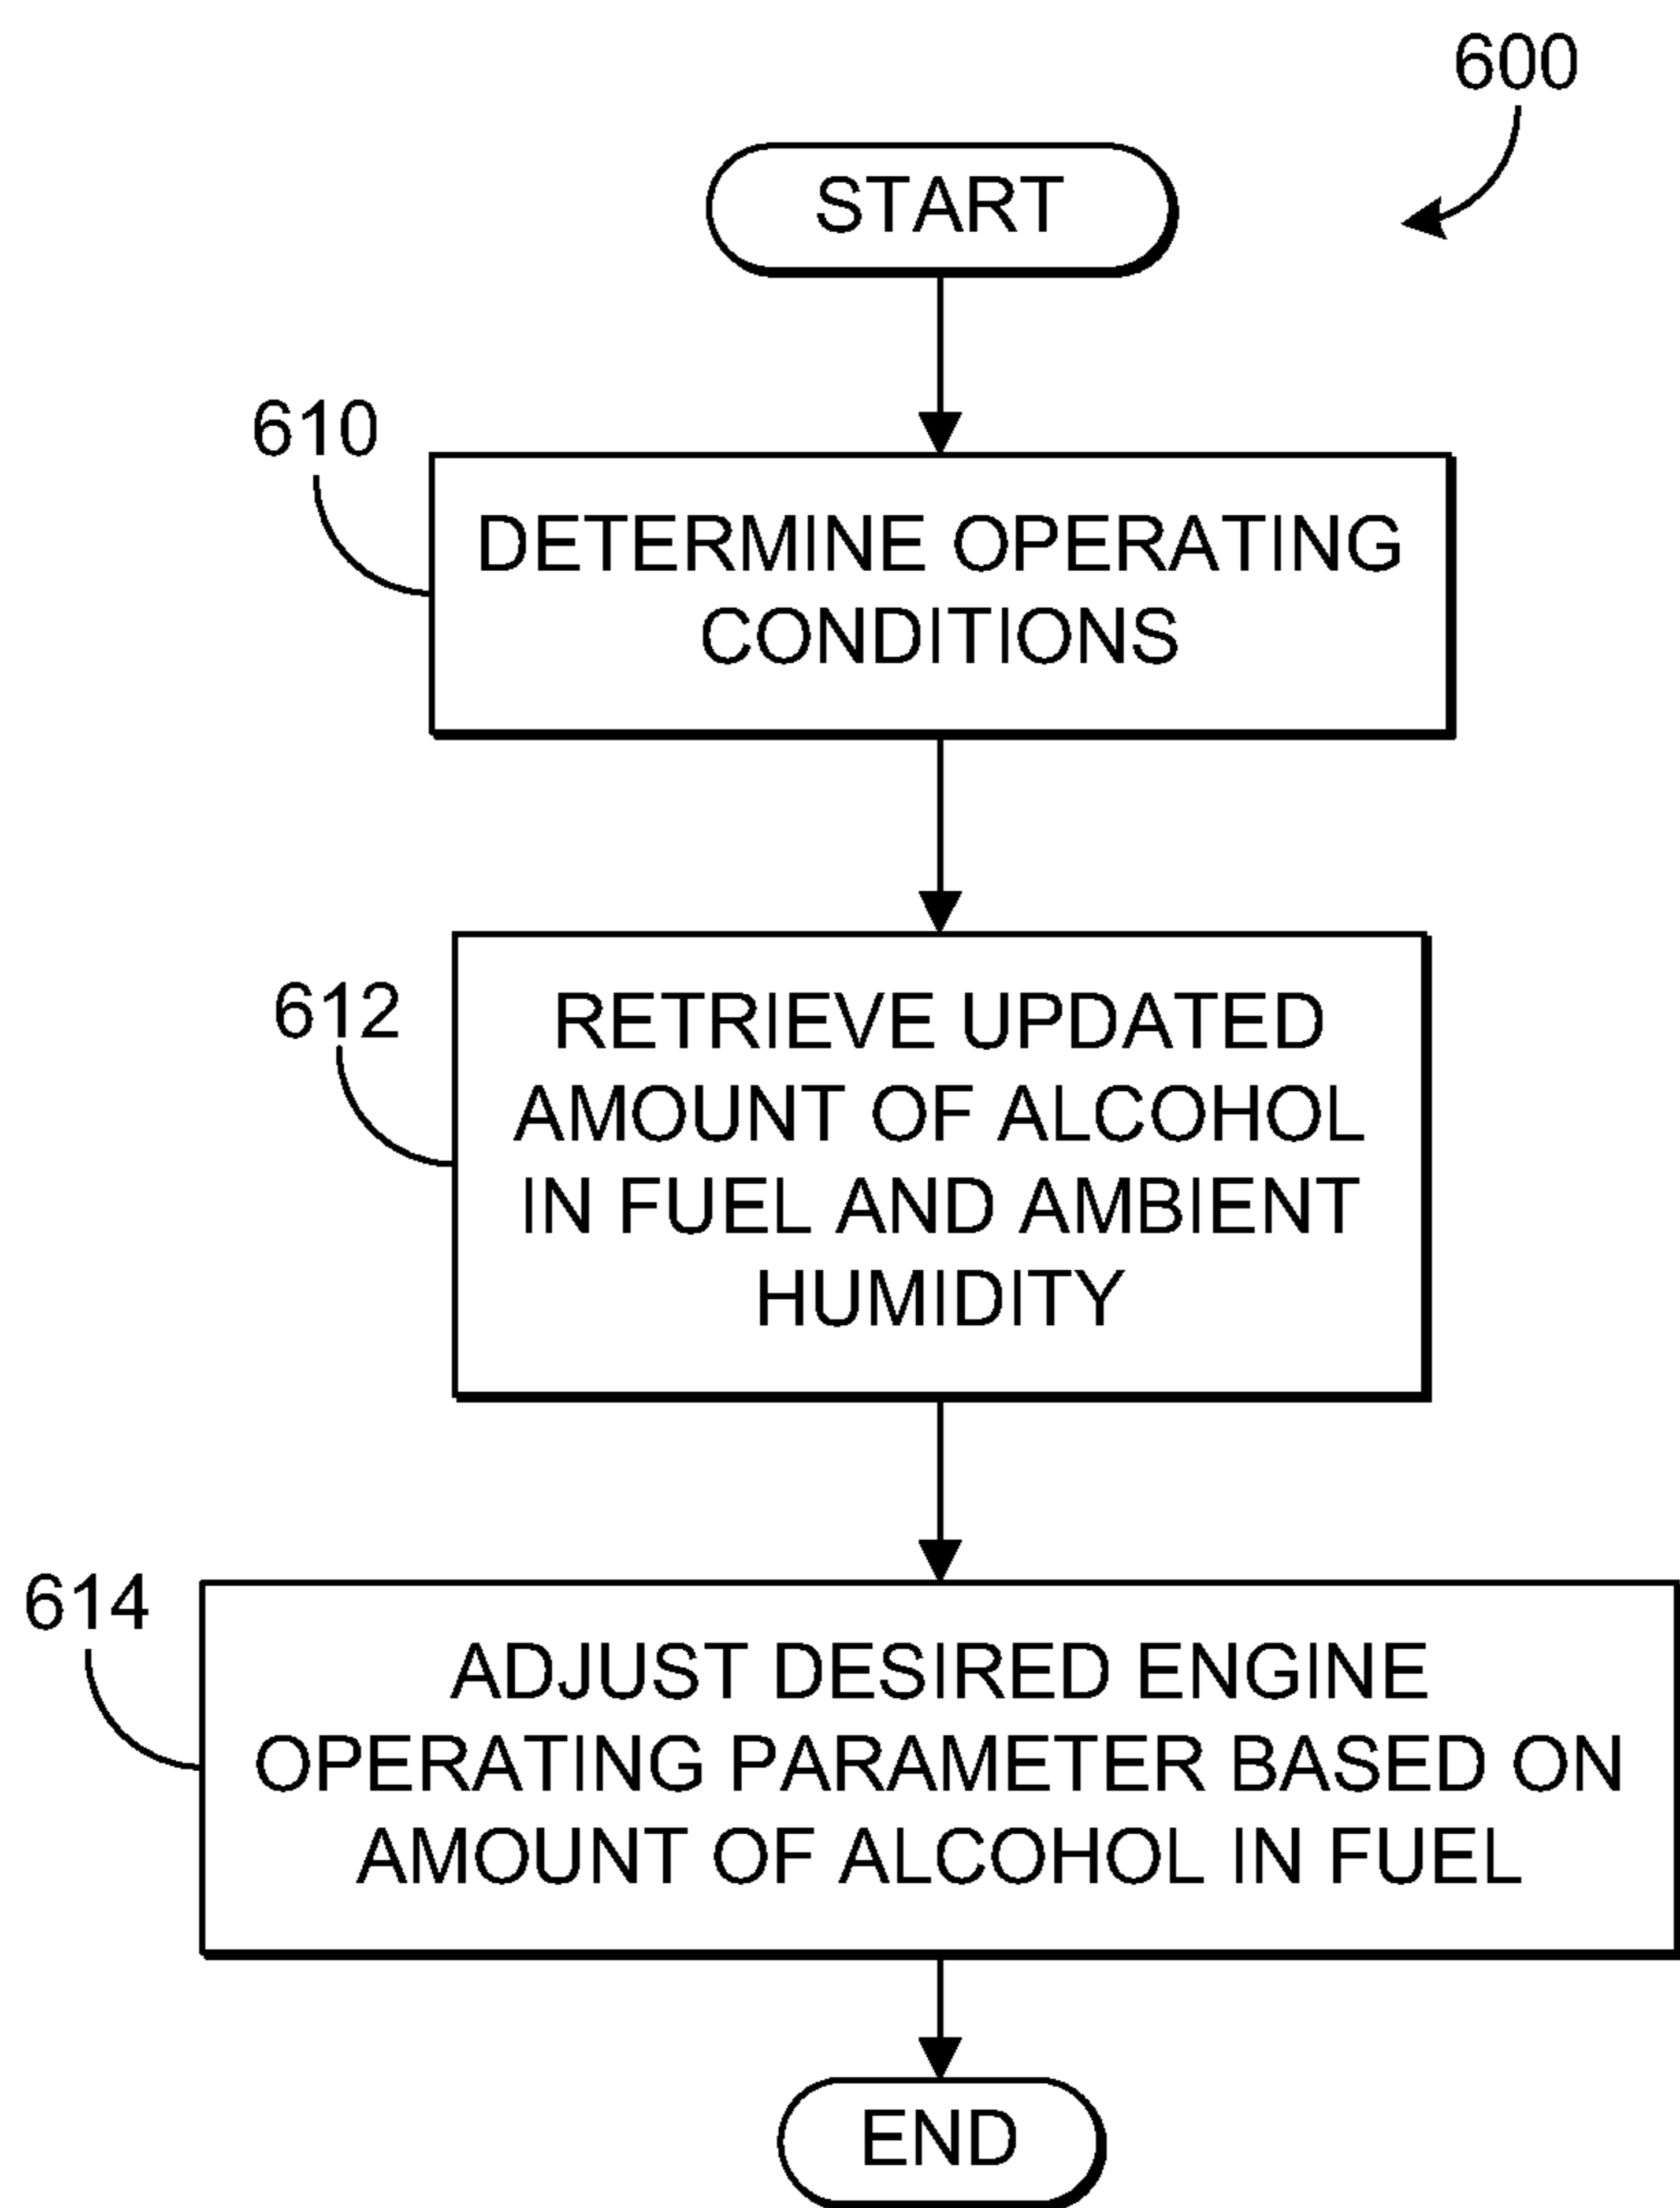 600
START
610
DETERMINE OPERATING
CONDITIONS
612
RETRIEVE UPDATED
AMOUNT OF ALCOHOL
IN FUEL AND AMBIENT
HUMIDITY
614
ADJUST DESIRED ENGINE
OPERATING PARAMETER BASED ON
AMOUNT OF ALCOHOL IN FUEL
END